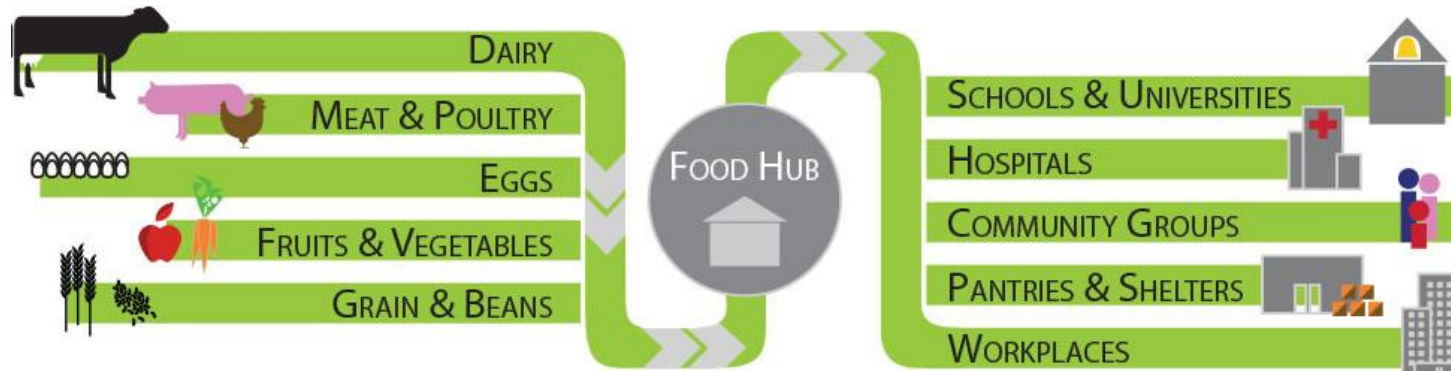 Dairy
Meat & Poultry
Eggs
Fruits & Vegetables
Grain & Beans
Food Hub
Schools & Universities
Hospitals
Community Groups
Pantries & Shelters
Workplaces